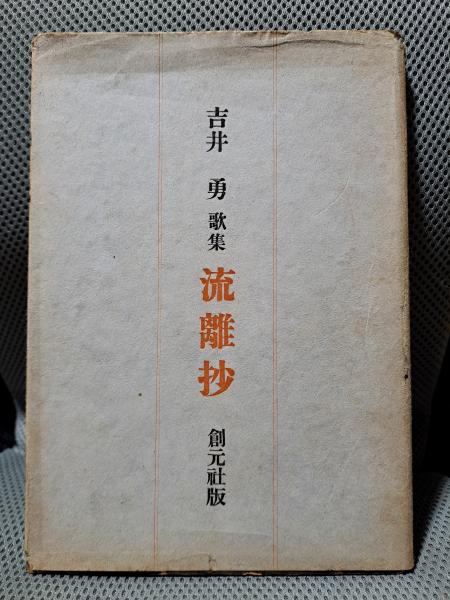 吉井 勇 歌集 流離抄 創元社版